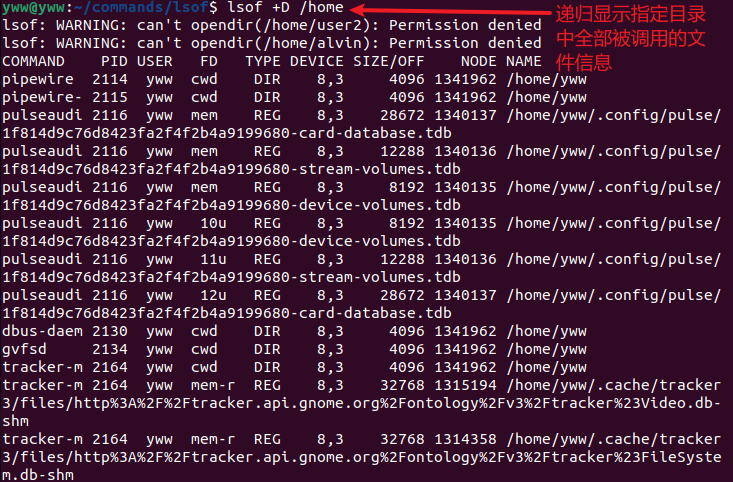 yww@yww:~/commands/lsof$ lsof +D /home
递归显示指定目录
中全部被调用的文
件信息
lsof: WARNING: can't opendir(/home/user2): Permission denied
lsof: WARNING: can't opendir(/home/alvin): Permission denied
COMMAND    PID USER   FD   TYPE DEVICE SIZE/OFF    NODE NAME
pipewire  2114  yww  cwd    DIR    8,3     4096 1341962 /home/yww
pipewire- 2115  yww  cwd    DIR    8,3     4096 1341962 /home/yww
pulseaudi 2116  yww  mem    REG    8,3    28672 1340137 /home/yww/.config/pulse/
1f814d9c76d8423fa2f4f2b4a9199680-card-database.tdb
pulseaudi 2116  yww  mem    REG    8,3    12288 1340136 /home/yww/.config/pulse/
1f814d9c76d8423fa2f4f2b4a9199680-stream-volumes.tdb
pulseaudi 2116  yww  mem    REG    8,3     8192 1340135 /home/yww/.config/pulse/
1f814d9c76d8423fa2f4f2b4a9199680-device-volumes.tdb
pulseaudi 2116  yww  10u    REG    8,3     8192 1340135 /home/yww/.config/pulse/
1f814d9c76d8423fa2f4f2b4a9199680-device-volumes.tdb
pulseaudi 2116  yww  11u    REG    8,3    12288 1340136 /home/yww/.config/pulse/
1f814d9c76d8423fa2f4f2b4a9199680-stream-volumes.tdb
pulseaudi 2116  yww  12u    REG    8,3    28672 1340137 /home/yww/.config/pulse/
1f814d9c76d8423fa2f4f2b4a9199680-card-database.tdb
dbus-daem 2130  yww  cwd    DIR    8,3     4096 1341962 /home/yww
gvfsd     2134  yww  cwd    DIR    8,3     4096 1341962 /home/yww
tracker-m 2164  yww  cwd    DIR    8,3     4096 1341962 /home/yww
tracker-m 2164  yww  mem-r  REG    8,3    32768 1315194 /home/yww/.cache/tracker
3/files/http%3A%2F%2Ftracker.api.gnome.org%2Fontology%2Fv3%2Ftracker%23Video.db-
shm
tracker-m 2164  yww  mem-r  REG    8,3    32768 1314358 /home/yww/.cache/tracker
3/files/http%3A%2F%2Ftracker.api.gnome.org%2Fontology%2Fv3%2Ftracker%23FileSyste
m.db-shm